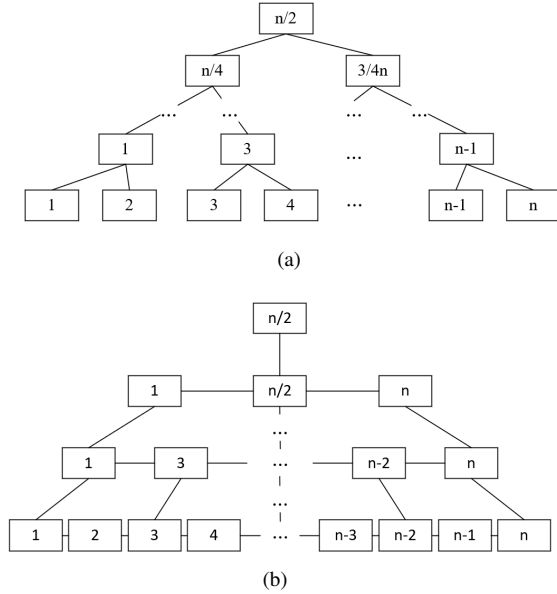 n/2
n/4 3/4n
... ... ... ...
1 3 ... n-1
1 2 3 4 ... n-1 n
(a)
n/2
1 n/2 n
...
1 3 ... n-2 n
...
1 2 3 4 ... n-3 n-2 n-1 n
(b)